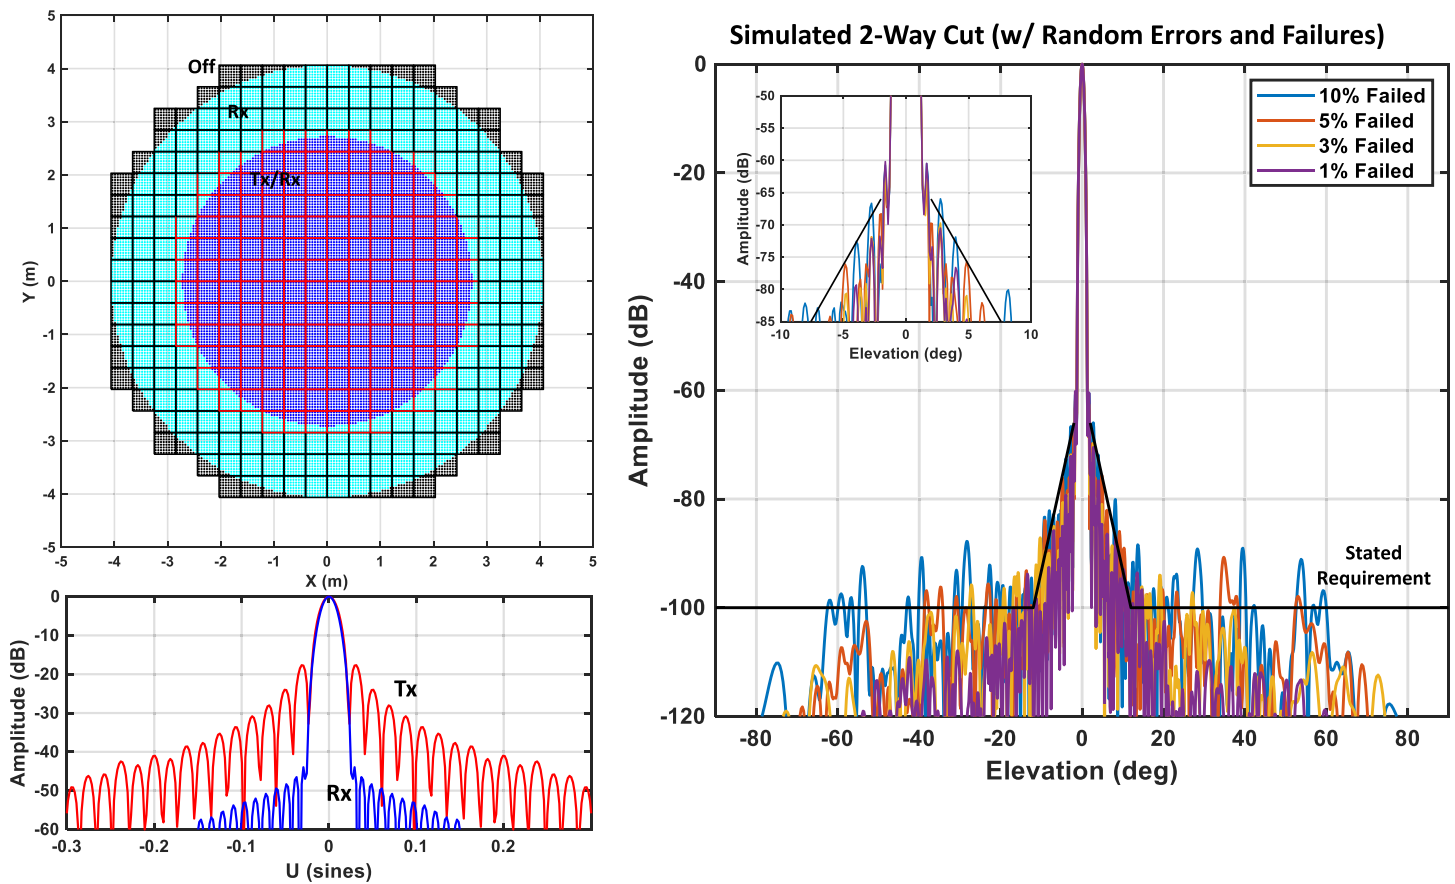 5
4
3
2
1
0
-1
-2
-3
-4
-5
Y (m)
Off
Rx
Tx/Rx
-5 -4 -3 -2 -1 0 1 2 3 4 5
X (m)
0
-10
-20
-30
-40
-50
-60
Amplitude (dB)
Tx
Rx
-0.3 -0.2 -0.1 0 0.1 0.2
U (sines)
Simulated 2-Way Cut (w/ Random Errors and Failures)
0
-20
-40
-60
-80
-100
-120
Amplitude (dB)
10% Failed
5% Failed
3% Failed
1% Failed
-50
-55
-60
-65
-70
-75
-80
-85
Amplitude (dB)
-10 -5 0 5 10
Elevation (deg)
Stated
Requirement
-80 -60 -40 -20 0 20 40 60 80
Elevation (deg)